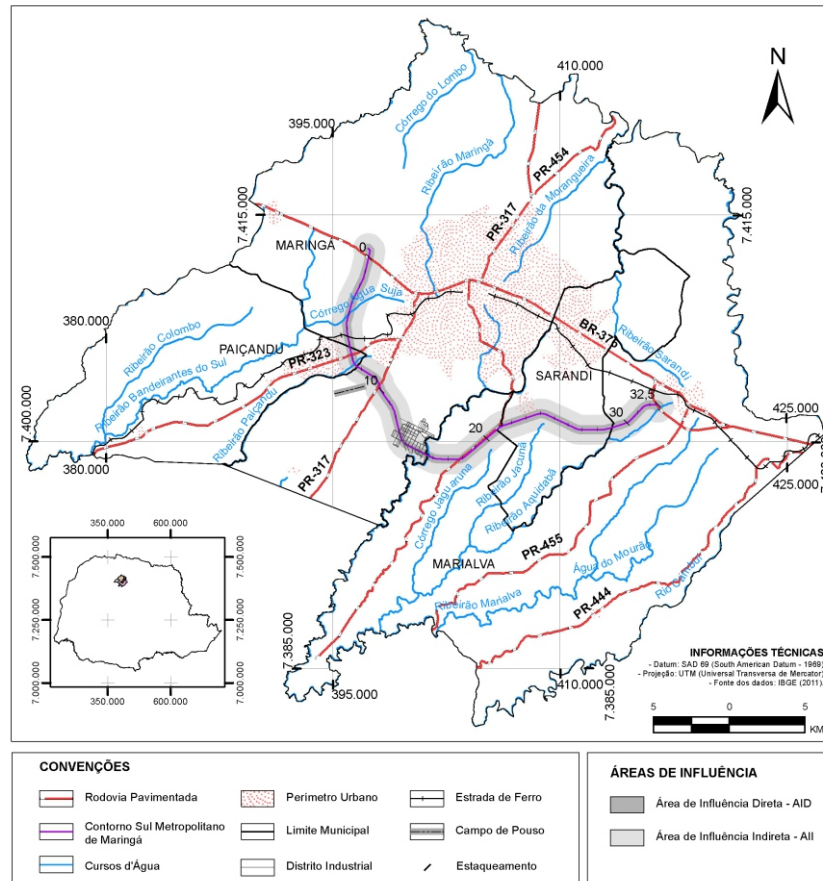 410.000
N
395.000
Córrego do Lombo
Ribeirão Maringá
PR-454
Ribeirão da Morangueira
PR-317
7.415.000
7.415.000
MARINGÁ
0
Córrego Água Suja
380.000
Ribeirão Colombo
PAIÇANDU
PR-323
Ribeirão Bandeirantes do Sul
BR-376
Ribeirão Sarandi
SARANDI
10
32,5
30
20
425.000
7.400.000
380.000
Ribeirão Paiçandu
PR-317
425.000
Córrego Jaguaruna
Ribeirão Jacuná
Ribeirão Aquidabã
350.000
600.000
7.500.000
7.500.000
MARIALVA
PR-455
Água do Mourão
Ribeirão Marialva
PR-444
7.250.000
7.250.000
7.385.000
7.000.000
7.000.000
350.000
600.000
395.000
410.000
7.385.000
INFORMAÇÕES TÉCNICAS
- Datum: SAD 69 (South American Datum - 1969)
- Projeção: UTM (Universal Transversa de Mercator)
- Fonte dos dados: IBGE (2011).
5
0
5
KM
CONVENÇÕES
Rodovia Pavimentada
Perímetro Urbano
Estrada de Ferro
Contorno Sul Metropolitano
de Maringá
Limite Municipal
Campo de Pouso
Cursos d'Água
Distrito Industrial
Estaqueamento
ÁREAS DE INFLUÊNCIA
Área de Influência Direta - AID
Área de Influência Indireta - AII